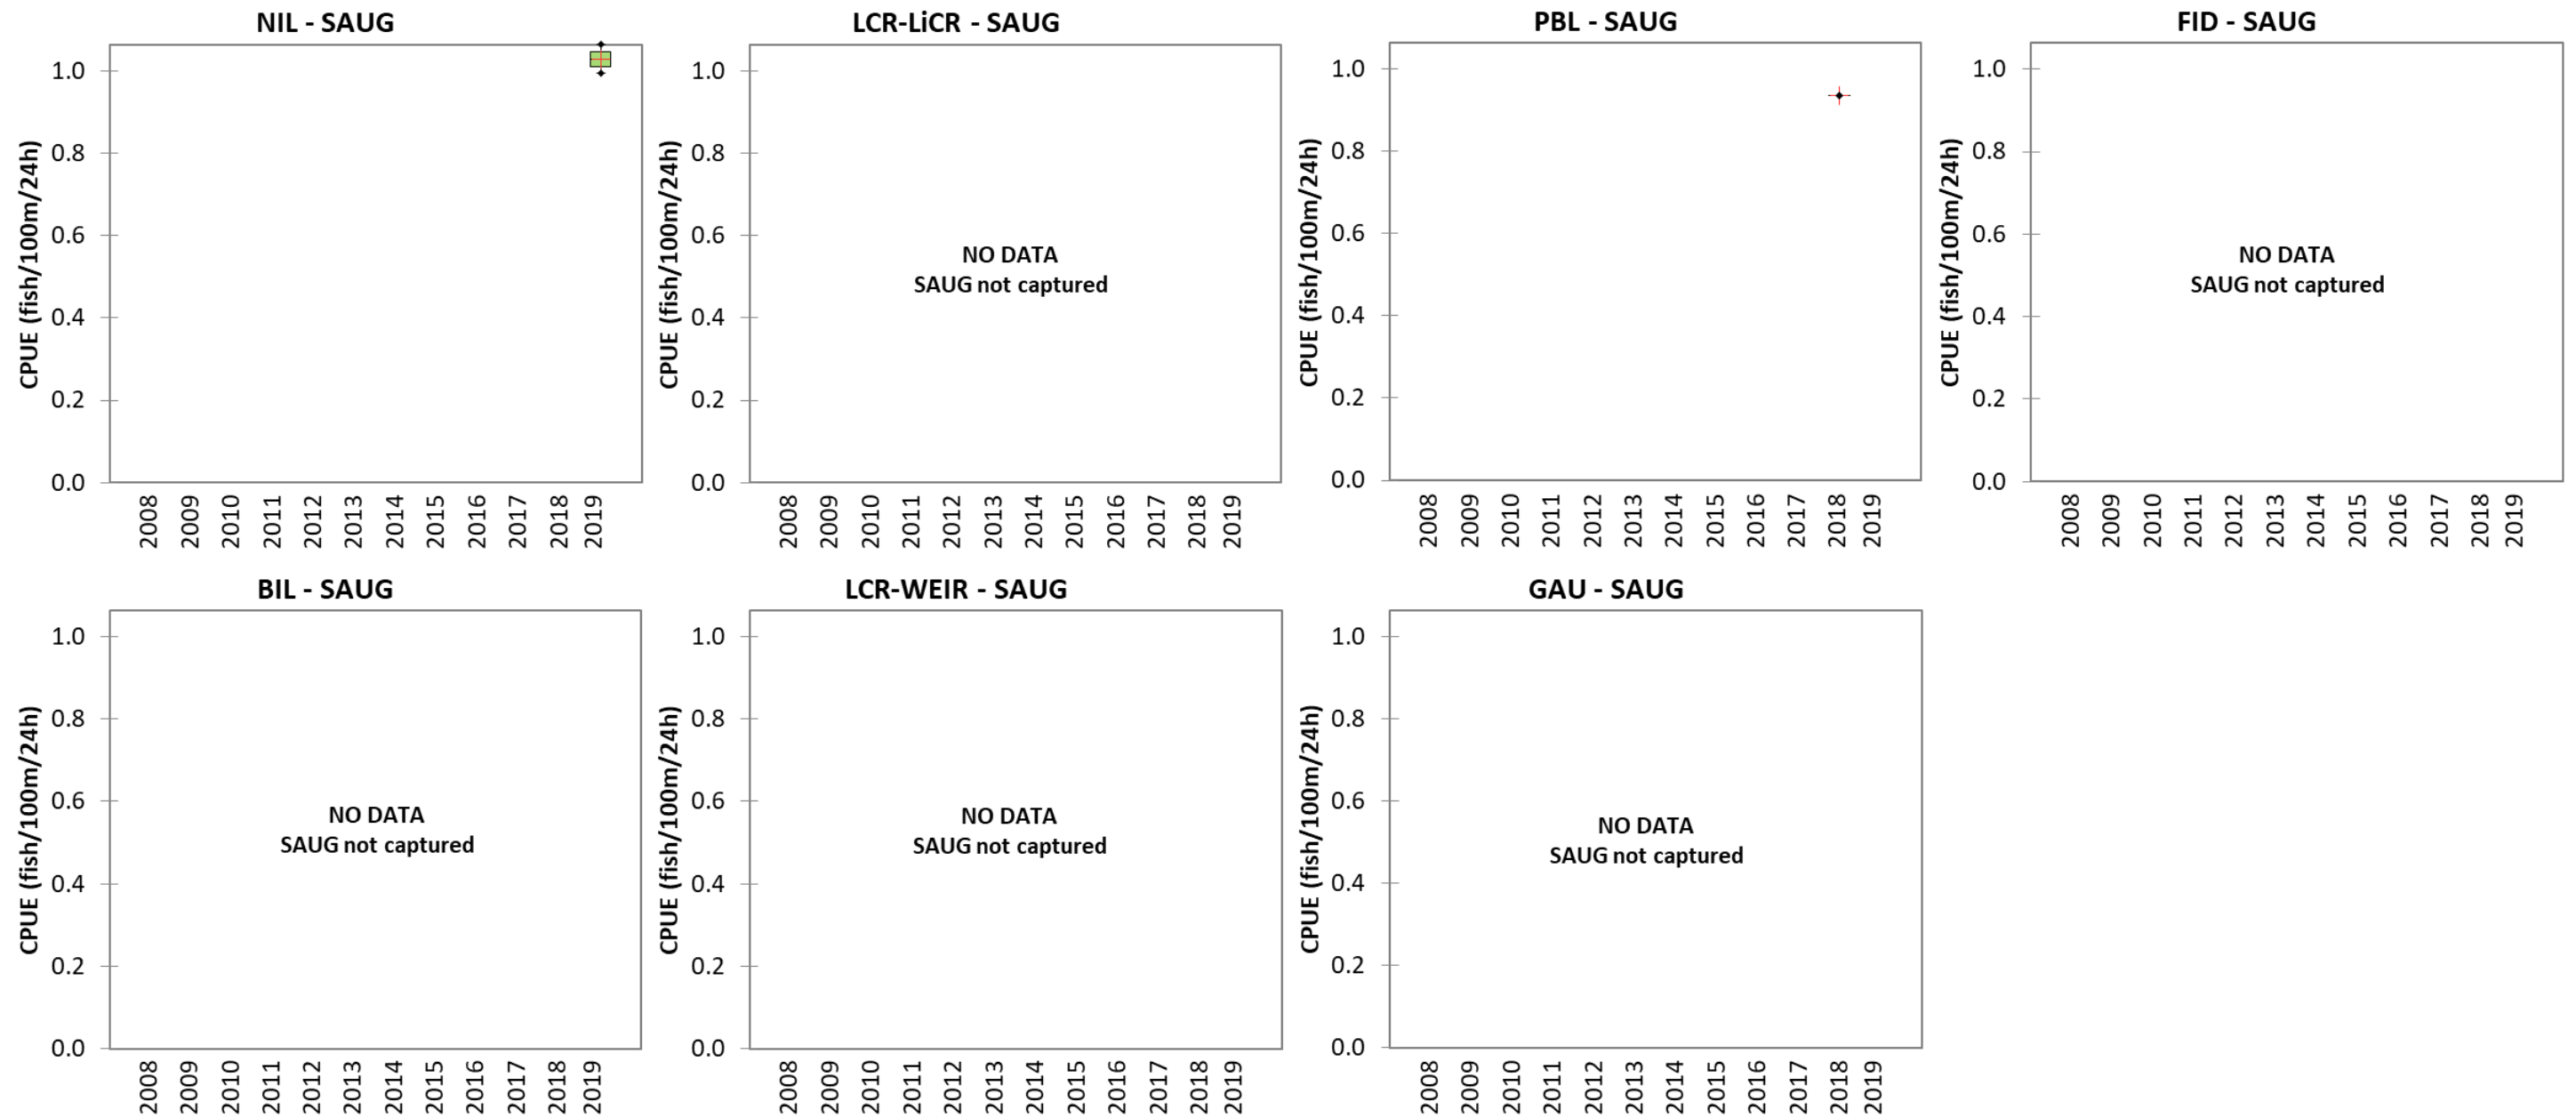 NIL - SAUG
CPUE (fish/100m/24h)
1.0
0.8
0.6
0.4
0.2
0.0
2008 2009 2010 2011 2012 2013 2014 2015 2016 2017 2018 2019
LCR-LiCR - SAUG
CPUE (fish/100m/24h)
1.0
0.8
0.6
0.4
0.2
0.0
NO DATA
SAUG not captured
2008 2009 2010 2011 2012 2013 2014 2015 2016 2017 2018 2019
PBL - SAUG
CPUE (fish/100m/24h)
1.0
0.8
0.6
0.4
0.2
0.0
2008 2009 2010 2011 2012 2013 2014 2015 2016 2017 2018 2019
FID - SAUG
CPUE (fish/100m/24h)
1.0
0.8
0.6
0.4
0.2
0.0
NO DATA
SAUG not captured
2008 2009 2010 2011 2012 2013 2014 2015 2016 2017 2018 2019
BIL - SAUG
CPUE (fish/100m/24h)
1.0
0.8
0.6
0.4
0.2
0.0
NO DATA
SAUG not captured
2008 2009 2010 2011 2012 2013 2014 2015 2016 2017 2018 2019
LCR-WEIR - SAUG
CPUE (fish/100m/24h)
1.0
0.8
0.6
0.4
0.2
0.0
NO DATA
SAUG not captured
2008 2009 2010 2011 2012 2013 2014 2015 2016 2017 2018 2019
GAU - SAUG
CPUE (fish/100m/24h)
1.0
0.8
0.6
0.4
0.2
0.0
NO DATA
SAUG not captured
2008 2009 2010 2011 2012 2013 2014 2015 2016 2017 2018 2019